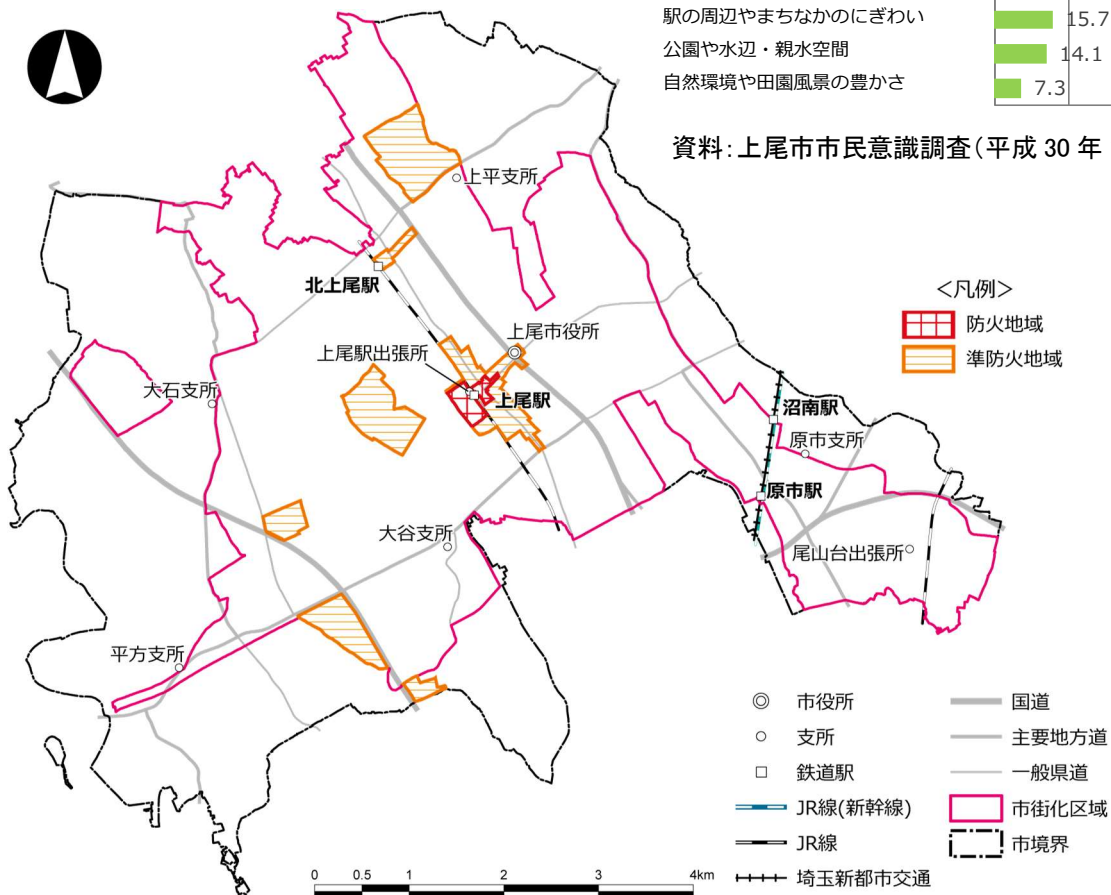 駅の周辺やまちなかのにぎわい
15.7
公園や水辺・親水空間
14.1
自然環境や田園風景の豊かさ
7.3
資料:上尾市市民意識調査(平成 30 年
上平支所
北上尾駅
<凡例>
防火地域
準防火地域
上尾市役所
上尾駅出張所
大石支所
上尾駅
沼南駅
原市支所
原市駅
大谷支所
尾山台出張所
平方支所
市役所
国道
支所
主要地方道
鉄道駅
一般県道
JR線(新幹線)
市街化区域
JR線
市境界
埼玉新都市交通
0 0.5 1 2 3 4km